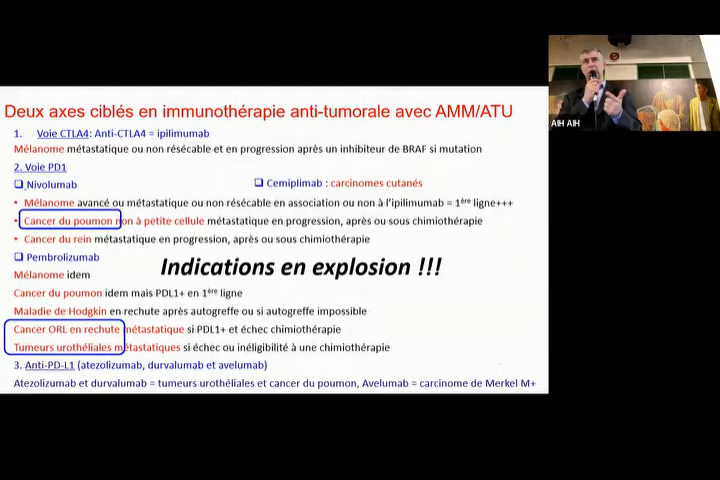 Deux axes ciblés en immunothérapie anti-tumorale avec AMM/ATU
1. Voie CTLA4: Anti-CTLA4 = ipilimumab
Mélanome métastatique ou non résécable et en progression après un inhibiteur de BRAF si mutation
2. Voie PD1
❑ Nivolumab
❑ Cemiplimab : carcinomes cutanés
• Mélanome avancé ou métastatique ou non résécable en association ou non à l'ipilimumab = 1ère ligne+++
• Cancer du poumon non à petite cellule métastatique en progression, après ou sous chimiothérapie
• Cancer du rein métastatique en progression, après ou sous chimiothérapie
❑ Pembrolizumab
Mélanome idem
Indications en explosion !!!
Cancer du poumon idem mais PDL1+ en 1ère ligne
Maladie de Hodgkin en rechute après autogreffe ou si autogreffe impossible
Cancer ORL en rechute métastatique si PDL1+ et échec chimiothérapie
Tumeurs urothéliales métastatiques si échec ou inéligibilité à une chimiothérapie
3. Anti-PD-L1 (atezolizumab, durvalumab et avelumab)
Atezolizumab et durvalumab = tumeurs urothéliales et cancer du poumon, Avelumab = carcinome de Merkel M+
AIH AIH